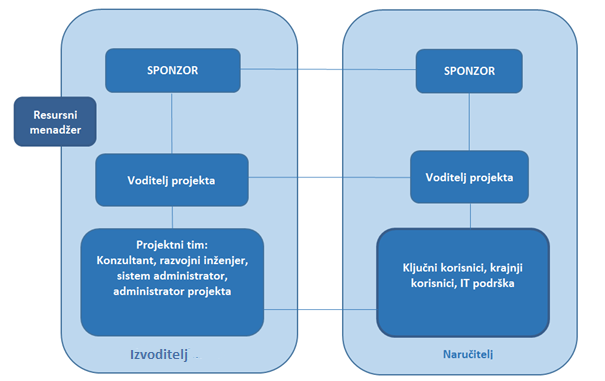 SPONZOR
SPONZOR
Resursni
menadžer
Voditelj projekta
Voditelj projekta
Projektni tim:
Konzultant, razvojni inženjer,
sistem administrator,
administrator projekta
Ključni korisnici, krajnji
korisnici, IT podrška
Izvoditelj
Naručitelj